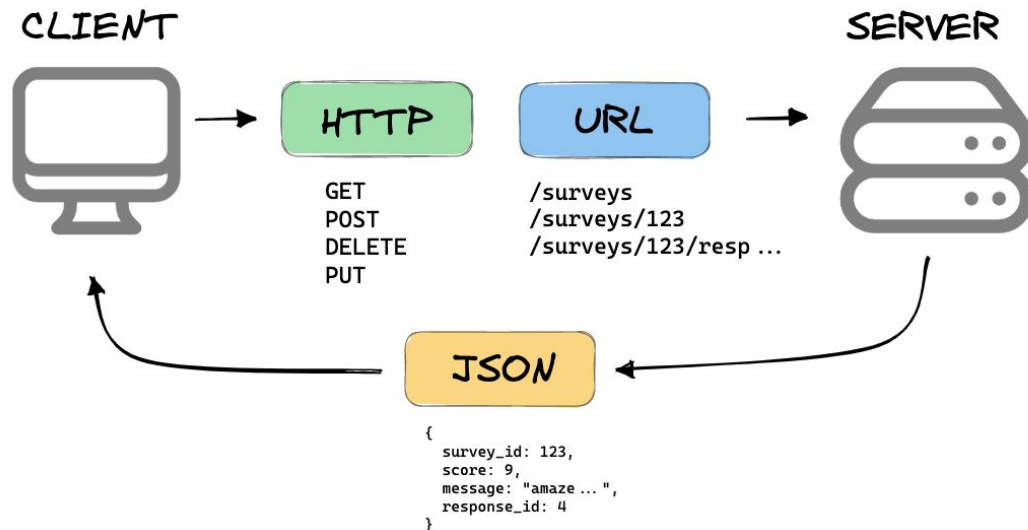 CLIENT
SERVER
HTTP
URL
GET
POST
DELETE
PUT
/surveys
/surveys/123
/surveys/123/resp...
JSON
{
survey_id: 123,
score: 9,
message: "amaze...",
response_id: 4
}